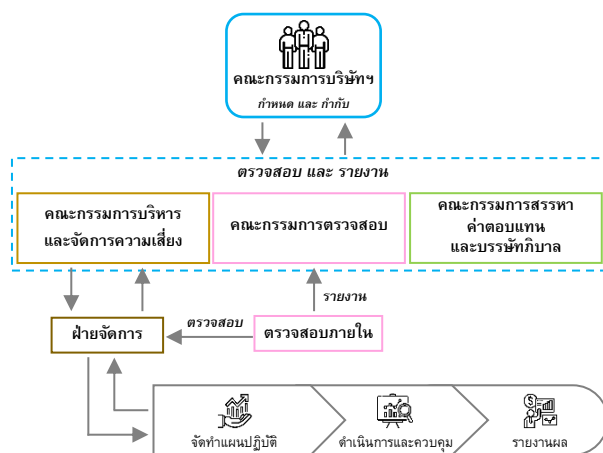 คณะกรรมการบริษัทฯ
กำหนด และ กำกับ
ตรวจสอบ และ รายงาน
คณะกรรมการบริหาร
และจัดการความเสี่ยง
คณะกรรมการตรวจสอบ
คณะกรรมการสรรหา
ค่าตอบแทน
และบรรษัทภิบาล
รายงาน
ฝ่ายจัดการ
ตรวจสอบ
ตรวจสอบภายใน
จัดทำแผนปฏิบัติ
ดำเนินการและควบคุม
รายงานผล